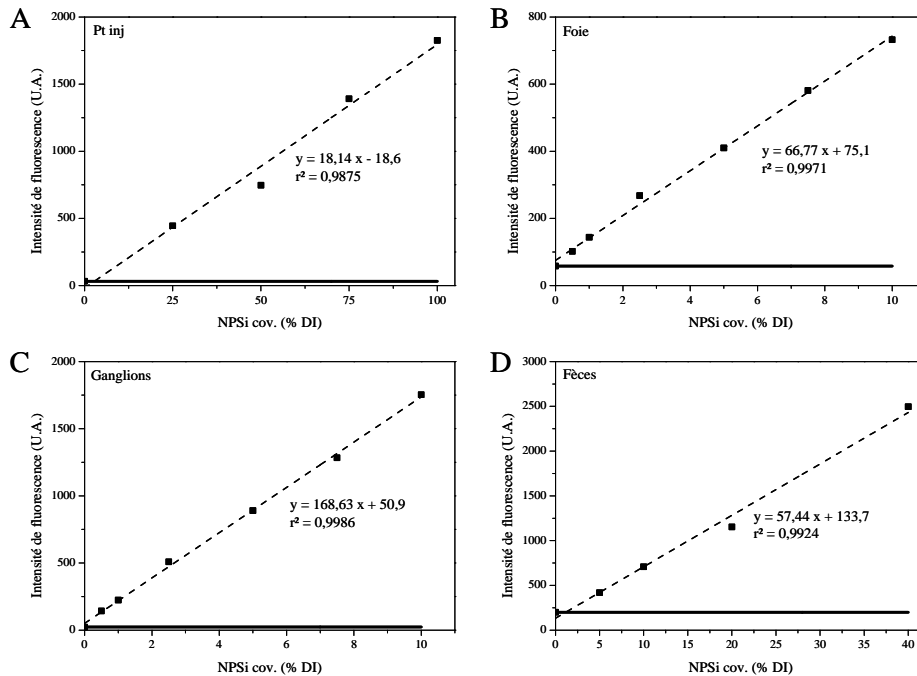 A
Pt inj
Intensité de fluorescence (U.A.)
2000
1500
1000
500
0
y = 18,14 x - 18,6
r² = 0,9875
0 25 50 75 100
NPSi cov. (% DI)
B
Foie
Intensité de fluorescence (U.A.)
800
600
400
200
0
y = 66,77 x + 75,1
r² = 0,9971
0 2 4 6 8 10
NPSi cov. (% DI)
C
Ganglions
Intensité de fluorescence (U.A.)
2000
1500
1000
500
0
y = 168,63 x + 50,9
r² = 0,9986
0 2 4 6 8 10
NPSi cov. (% DI)
D
Fèces
Intensité de fluorescence (U.A.)
3000
2500
2000
1500
1000
500
0
y = 57,44 x + 133,7
r² = 0,9924
0 5 10 15 20 25 30 35 40
NPSi cov. (% DI)